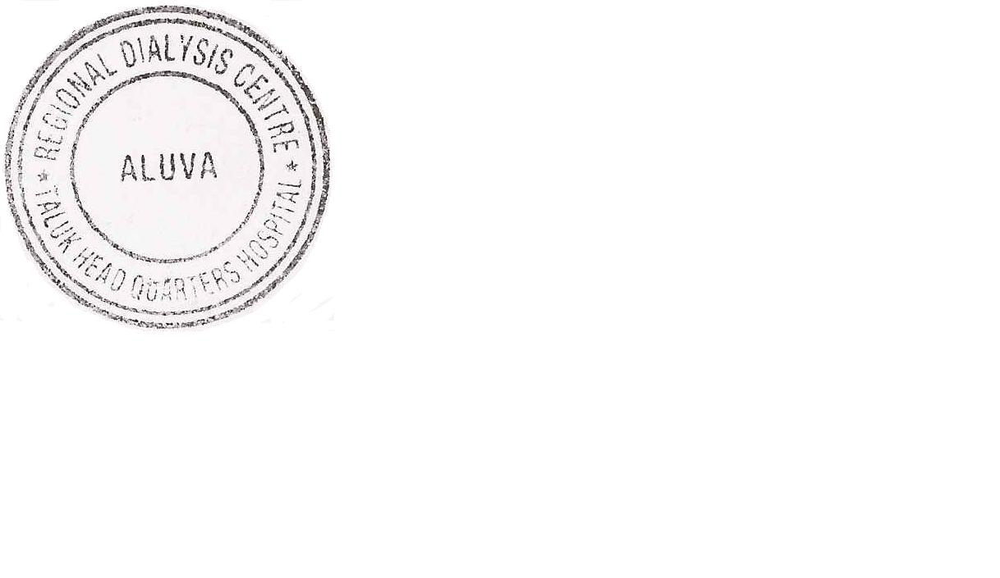 ★ REGIONAL DIALYSIS CENTRE ★
ALUVA
TALUK HEAD QUARTERS HOSPITAL